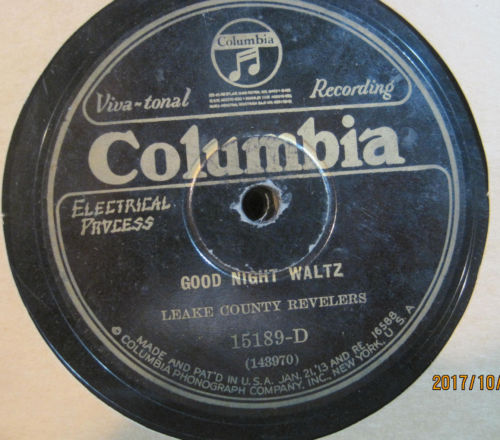 Columbia
Viva-tonal Recording
Columbia
ELECTRICAL
PROCESS
GOOD NIGHT WALTZ
LEAKE COUNTY REVELERS
15189-D
(143970)
MADE AND PAT'D IN U.S.A. JAN. 21,'13 AND RE. 16588
© COLUMBIA PHONOGRAPH COMPANY, INC., NEW YORK, U.S.A.
2017/10/